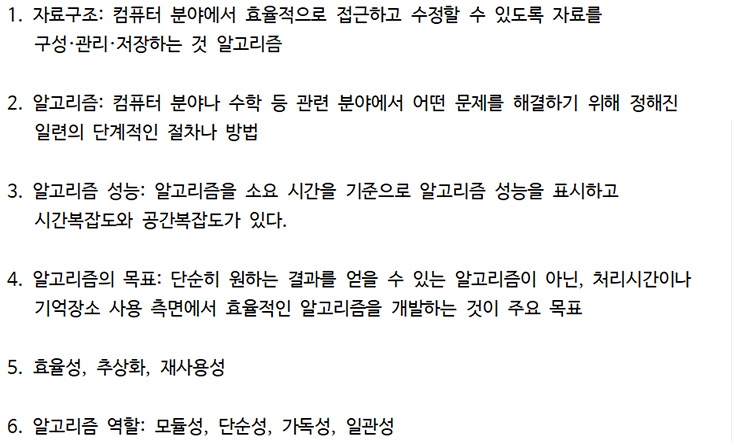 1. 자료구조: 컴퓨터 분야에서 효율적으로 접근하고 수정할 수 있도록 자료를
구성·관리·저장하는 것 알고리즘
2. 알고리즘: 컴퓨터 분야나 수학 등 관련 분야에서 어떤 문제를 해결하기 위해 정해진
일련의 단계적인 절차나 방법
3. 알고리즘 성능: 알고리즘을 소요 시간을 기준으로 알고리즘 성능을 표시하고
시간복잡도와 공간복잡도가 있다.
4. 알고리즘의 목표: 단순히 원하는 결과를 얻을 수 있는 알고리즘이 아닌, 처리시간이나
기억장소 사용 측면에서 효율적인 알고리즘을 개발하는 것이 주요 목표
5. 효율성, 추상화, 재사용성
6. 알고리즘 역할: 모듈성, 단순성, 가독성, 일관성